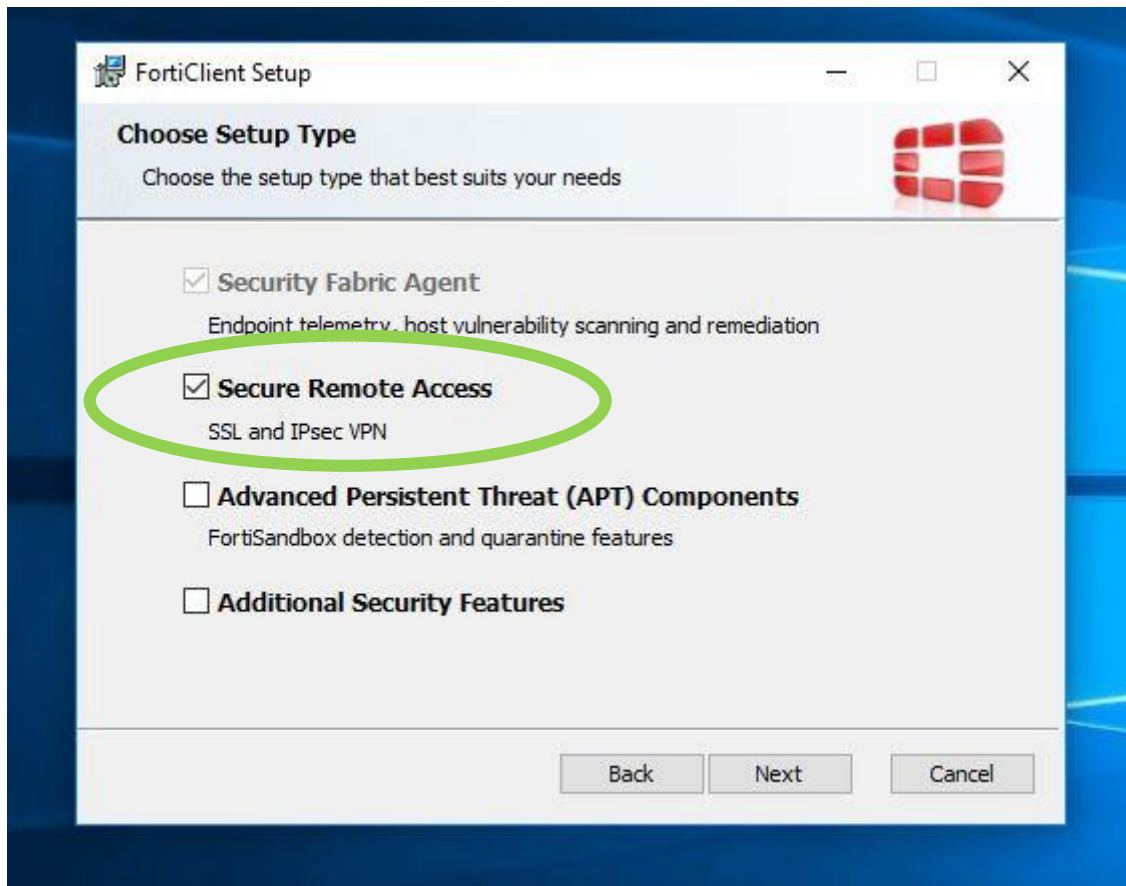 FortiClient Setup
Choose Setup Type
Choose the setup type that best suits your needs
Security Fabric Agent
Endpoint telemetry, host vulnerability scanning and remediation
Secure Remote Access
SSL and IPsec VPN
Advanced Persistent Threat (APT) Components
FortiSandbox detection and quarantine features
Additional Security Features
Back Next Cancel